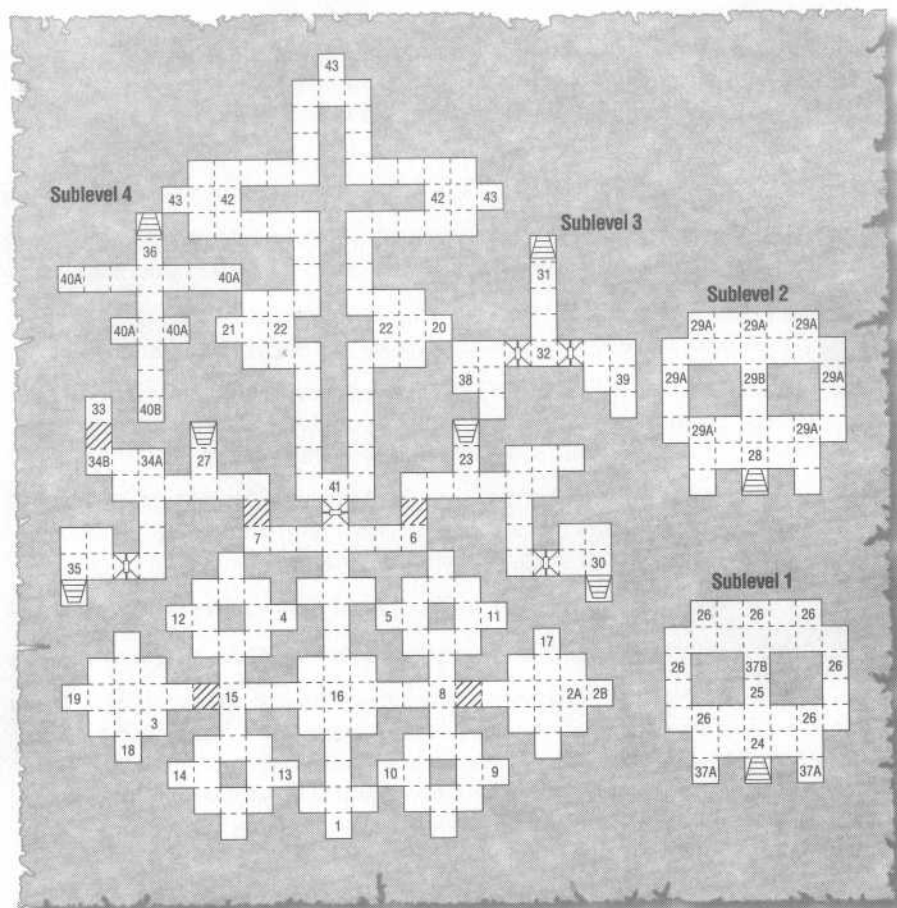 43
Sublevel 4
43 42 42 43
Sublevel 3
36
31
40A 40A
Sublevel 2
40A 40A 21 22 22 20
29A 29A 29A
32
38 39
29A 29B 29A
33 40B
34B 34A 27 23
29A 29A
28
41
7 6
35 30
Sublevel 1
12 4 5 11
26 26 26
17
26 37B 26
19 15 16 8 2A 2B
25
3
26 26
18
24
14 13 10 9
37A 37A
1